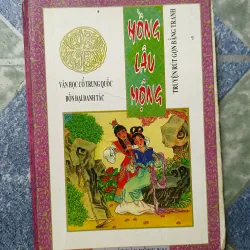 HỒNG
LÂU
MỘNG
VĂN HỌC CỔ TRUNG QUỐC
BỐN ĐẠI DANH TÁC
TRUYỆN RÚT GỌN BẰNG TRANH